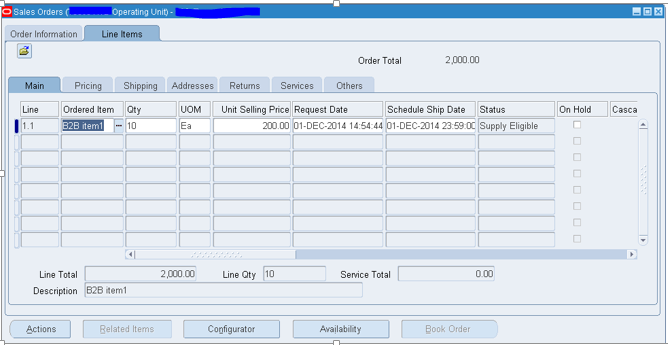 Sales Orders ( Operating Unit) -
Order Information Line Items
Order Total 2,000.00
Main Pricing Shipping Addresses Returns Services Others
Line Ordered Item Qty UOM Unit Selling Price Request Date Schedule Ship Date Status On Hold Casca
1.1 B2B item1 10 Ea 200.00 01-DEC-2014 14:54:44 01-DEC-2014 23:59:00 Supply Eligible
Line Total 2,000.00 Line Qty 10 Service Total 0.00
Description B2B item1
Actions Related Items Configurator Availability Book Order